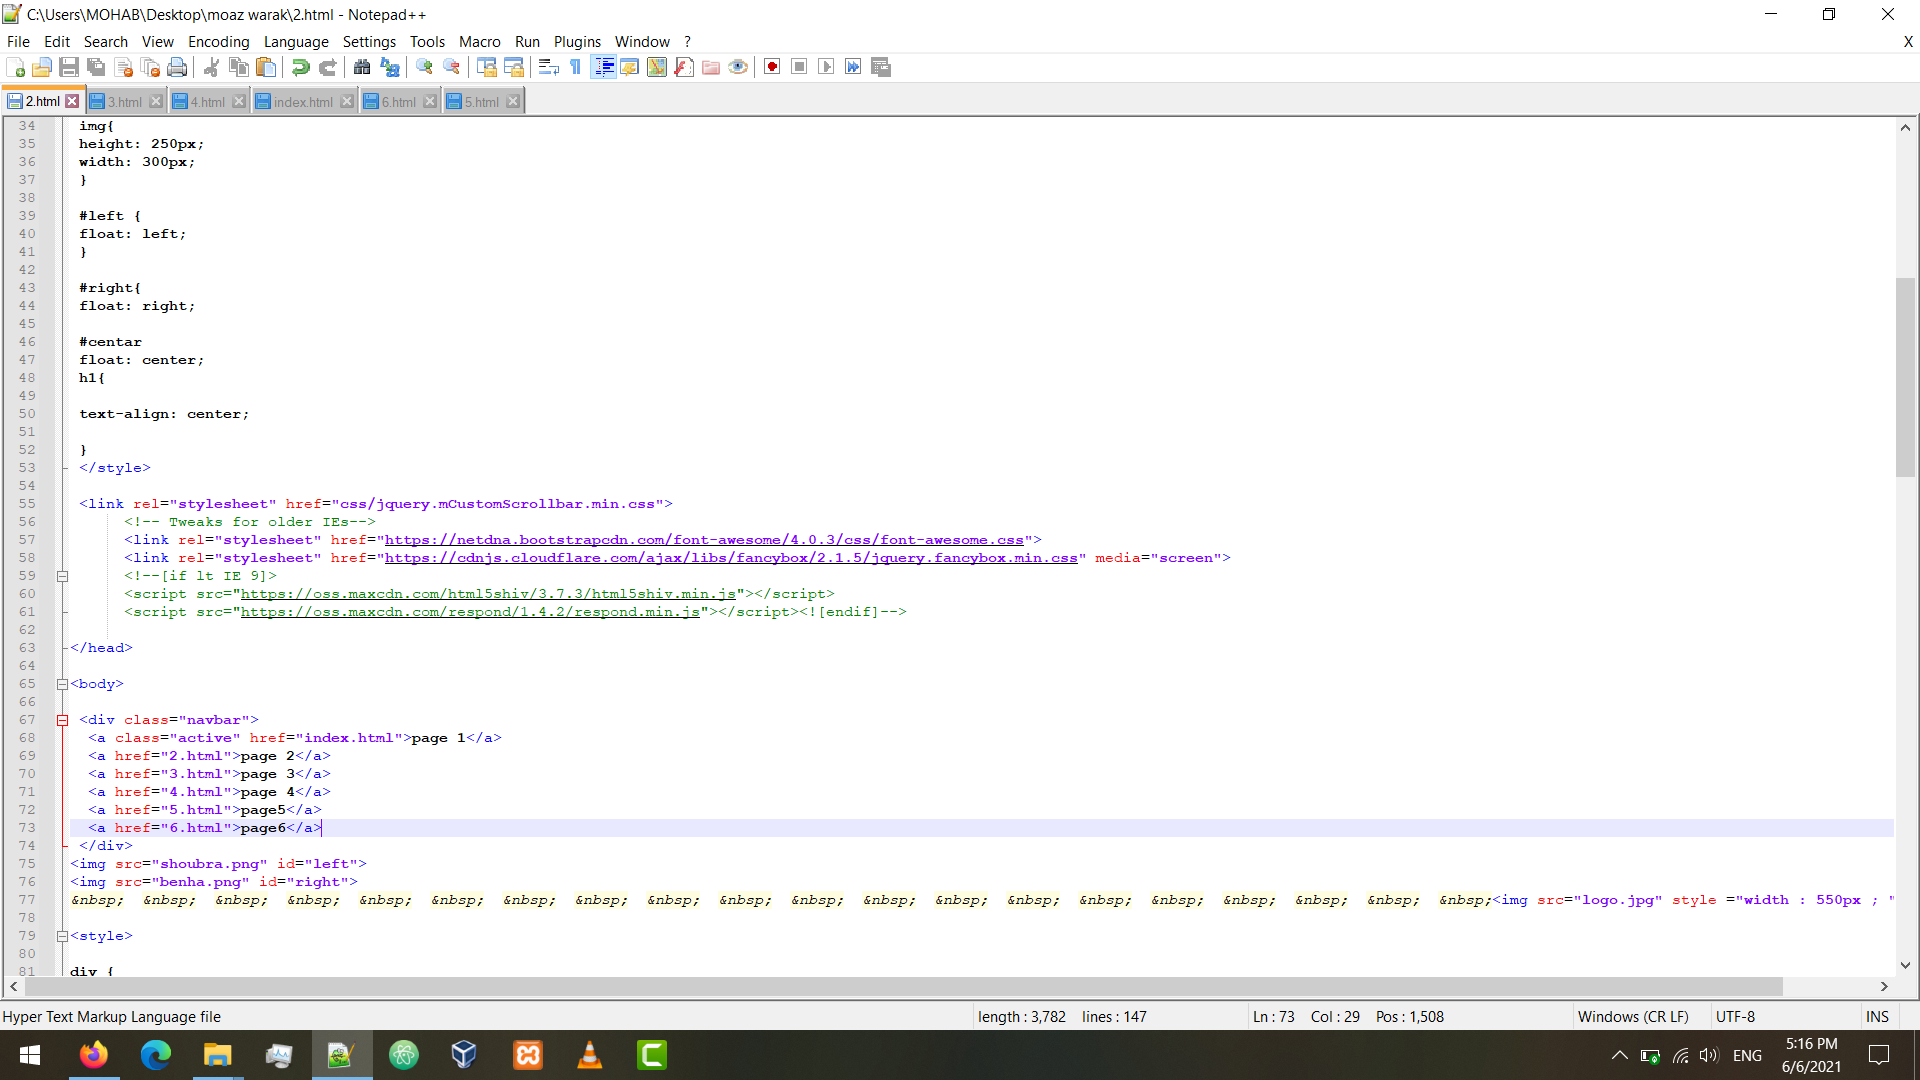 C:\Users\MOHAB\Desktop\moaz warak\2.html - Notepad++
File Edit Search View Encoding Language Settings Tools Macro Run Plugins Window ? X
2.html 3.html 4.html index.html 6.html 5.html
34 img{
35 height: 250px;
36 width: 300px;
37 }
38
39 #left {
40 float: left;
41 }
42
43 #right{
44 float: right;
45
46 #centar
47 float: center;
48 h1{
49
50 text-align: center;
51
52 }
53 </style>
54
55 <link rel="stylesheet" href="css/jquery.mCustomScrollbar.min.css">
56 <!-- Tweaks for older IEs-->
57 <link rel="stylesheet" href="https://netdna.bootstrapcdn.com/font-awesome/4.0.3/css/font-awesome.css">
58 <link rel="stylesheet" href="https://cdnjs.cloudflare.com/ajax/libs/fancybox/2.1.5/jquery.fancybox.min.css" media="screen">
59 <!--[if lt IE 9]>
60 <script src="https://oss.maxcdn.com/html5shiv/3.7.3/html5shiv.min.js"></script>
61 <script src="https://oss.maxcdn.com/respond/1.4.2/respond.min.js"></script><![endif]-->
62
63 </head>
64
65 <body>
66
67 <div class="navbar">
68 <a class="active" href="index.html">page 1</a>
69 <a href="2.html">page 2</a>
70 <a href="3.html">page 3</a>
71 <a href="4.html">page 4</a>
72 <a href="5.html">page5</a>
73 <a href="6.html">page6</a>
74 </div>
75 <img src="shoubra.png" id="left">
76 <img src="benha.png" id="right">
77 &nbsp; &nbsp; &nbsp; &nbsp; &nbsp; &nbsp; &nbsp; &nbsp; &nbsp; &nbsp; &nbsp; &nbsp; &nbsp; &nbsp; &nbsp; &nbsp; &nbsp; &nbsp; &nbsp; &nbsp;<img src="logo.jpg" style ="width : 550px ; "
78
79 <style>
80
81 div {
Hyper Text Markup Language file length : 3,782 lines : 147 Ln : 73 Col : 29 Pos : 1,508 Windows (CR LF) UTF-8 INS
ENG 5:16 PM
6/6/2021